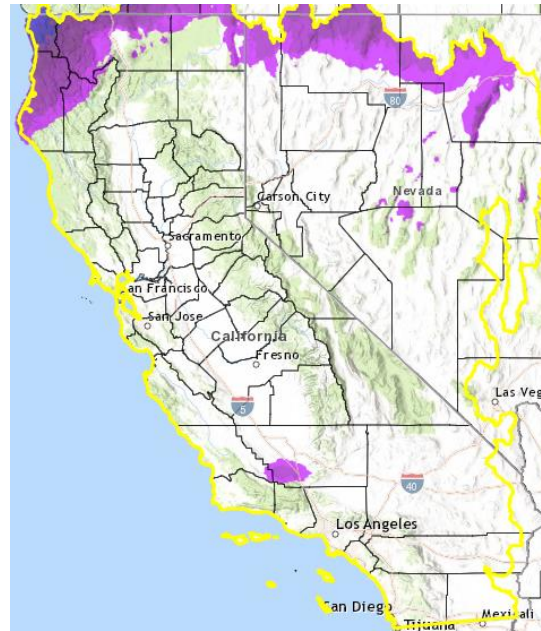 80
Nevada
Carson City
Sacramento
an Francisco
San Jose
California
Fresno
Las Veg
5
40
Los Angeles
San Diego
Mexicali
Tijuana